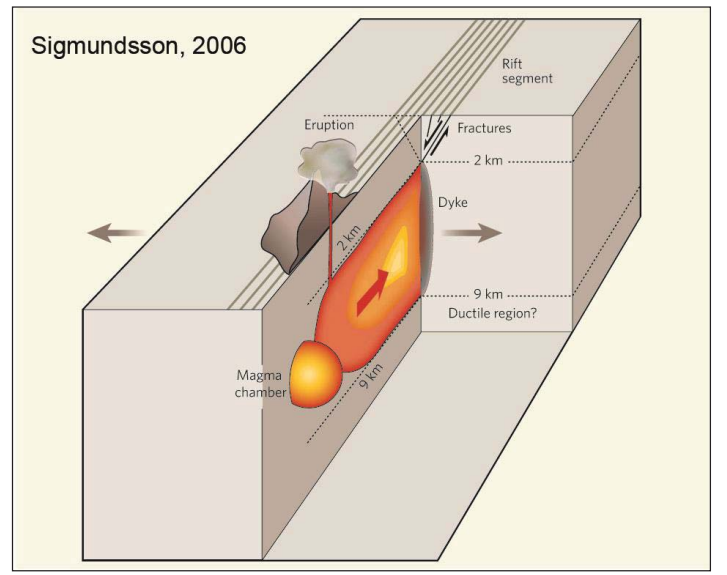 Sigmundsson, 2006
Rift
segment
Eruption
Fractures
2 km
Dyke
2 km
9 km
Ductile region?
Magma
chamber
9 km